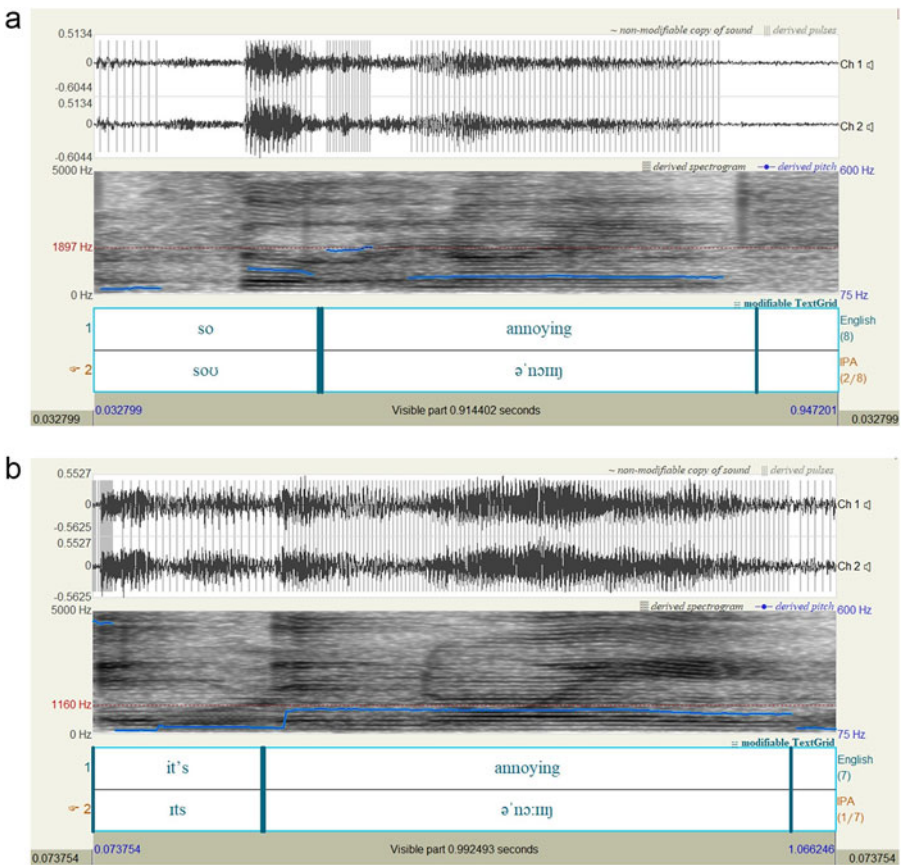 a
0.5134
~ non-modifiable copy of sound derived pulses
0
Ch 1
-0.6044
0.5134
0
Ch 2
-0.6044
5000 Hz
derived spectrogram derived pitch
600 Hz
1897 Hz
0 Hz
75 Hz
modifiable TextGrid
1 so annoying English
(8)
2 soʊ əˈnɔɪɪŋ IPA
(2/8)
0.032799 0.032799 Visible part 0.914402 seconds 0.947201 0.032799
b
0.5527
~ non-modifiable copy of sound derived pulses
0
Ch 1
-0.5625
0.5527
0
Ch 2
-0.5625
5000 Hz
derived spectrogram derived pitch
600 Hz
1160 Hz
0 Hz
75 Hz
modifiable TextGrid
1 it's annoying English
(7)
2 ɪts əˈnɔːɪɪŋ IPA
(1/7)
0.073754 0.073754 Visible part 0.992493 seconds 1.066246 0.073754